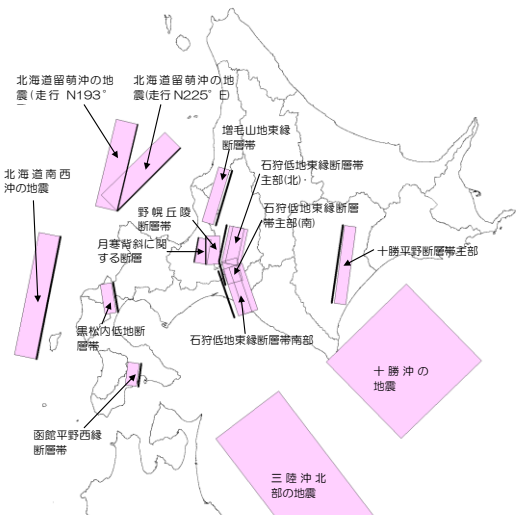 北海道留萌沖の地
震(走行 N193°
北海道留萌沖の地
震(走行N225°E)
増毛山地東縁
断層帯
石狩低地東縁断層帯
主部(北)・
北海道南西
沖の地震
野幌丘陵
断層帯
石狩低地東縁断層
帯主部(南)
月寒背斜に関
する断層
十勝平野断層帯主部
黒松内低地断
層帯
石狩低地東縁断層帯南部
十勝沖の
地震
函館平野西縁
断層帯
三陸沖北
部の地震